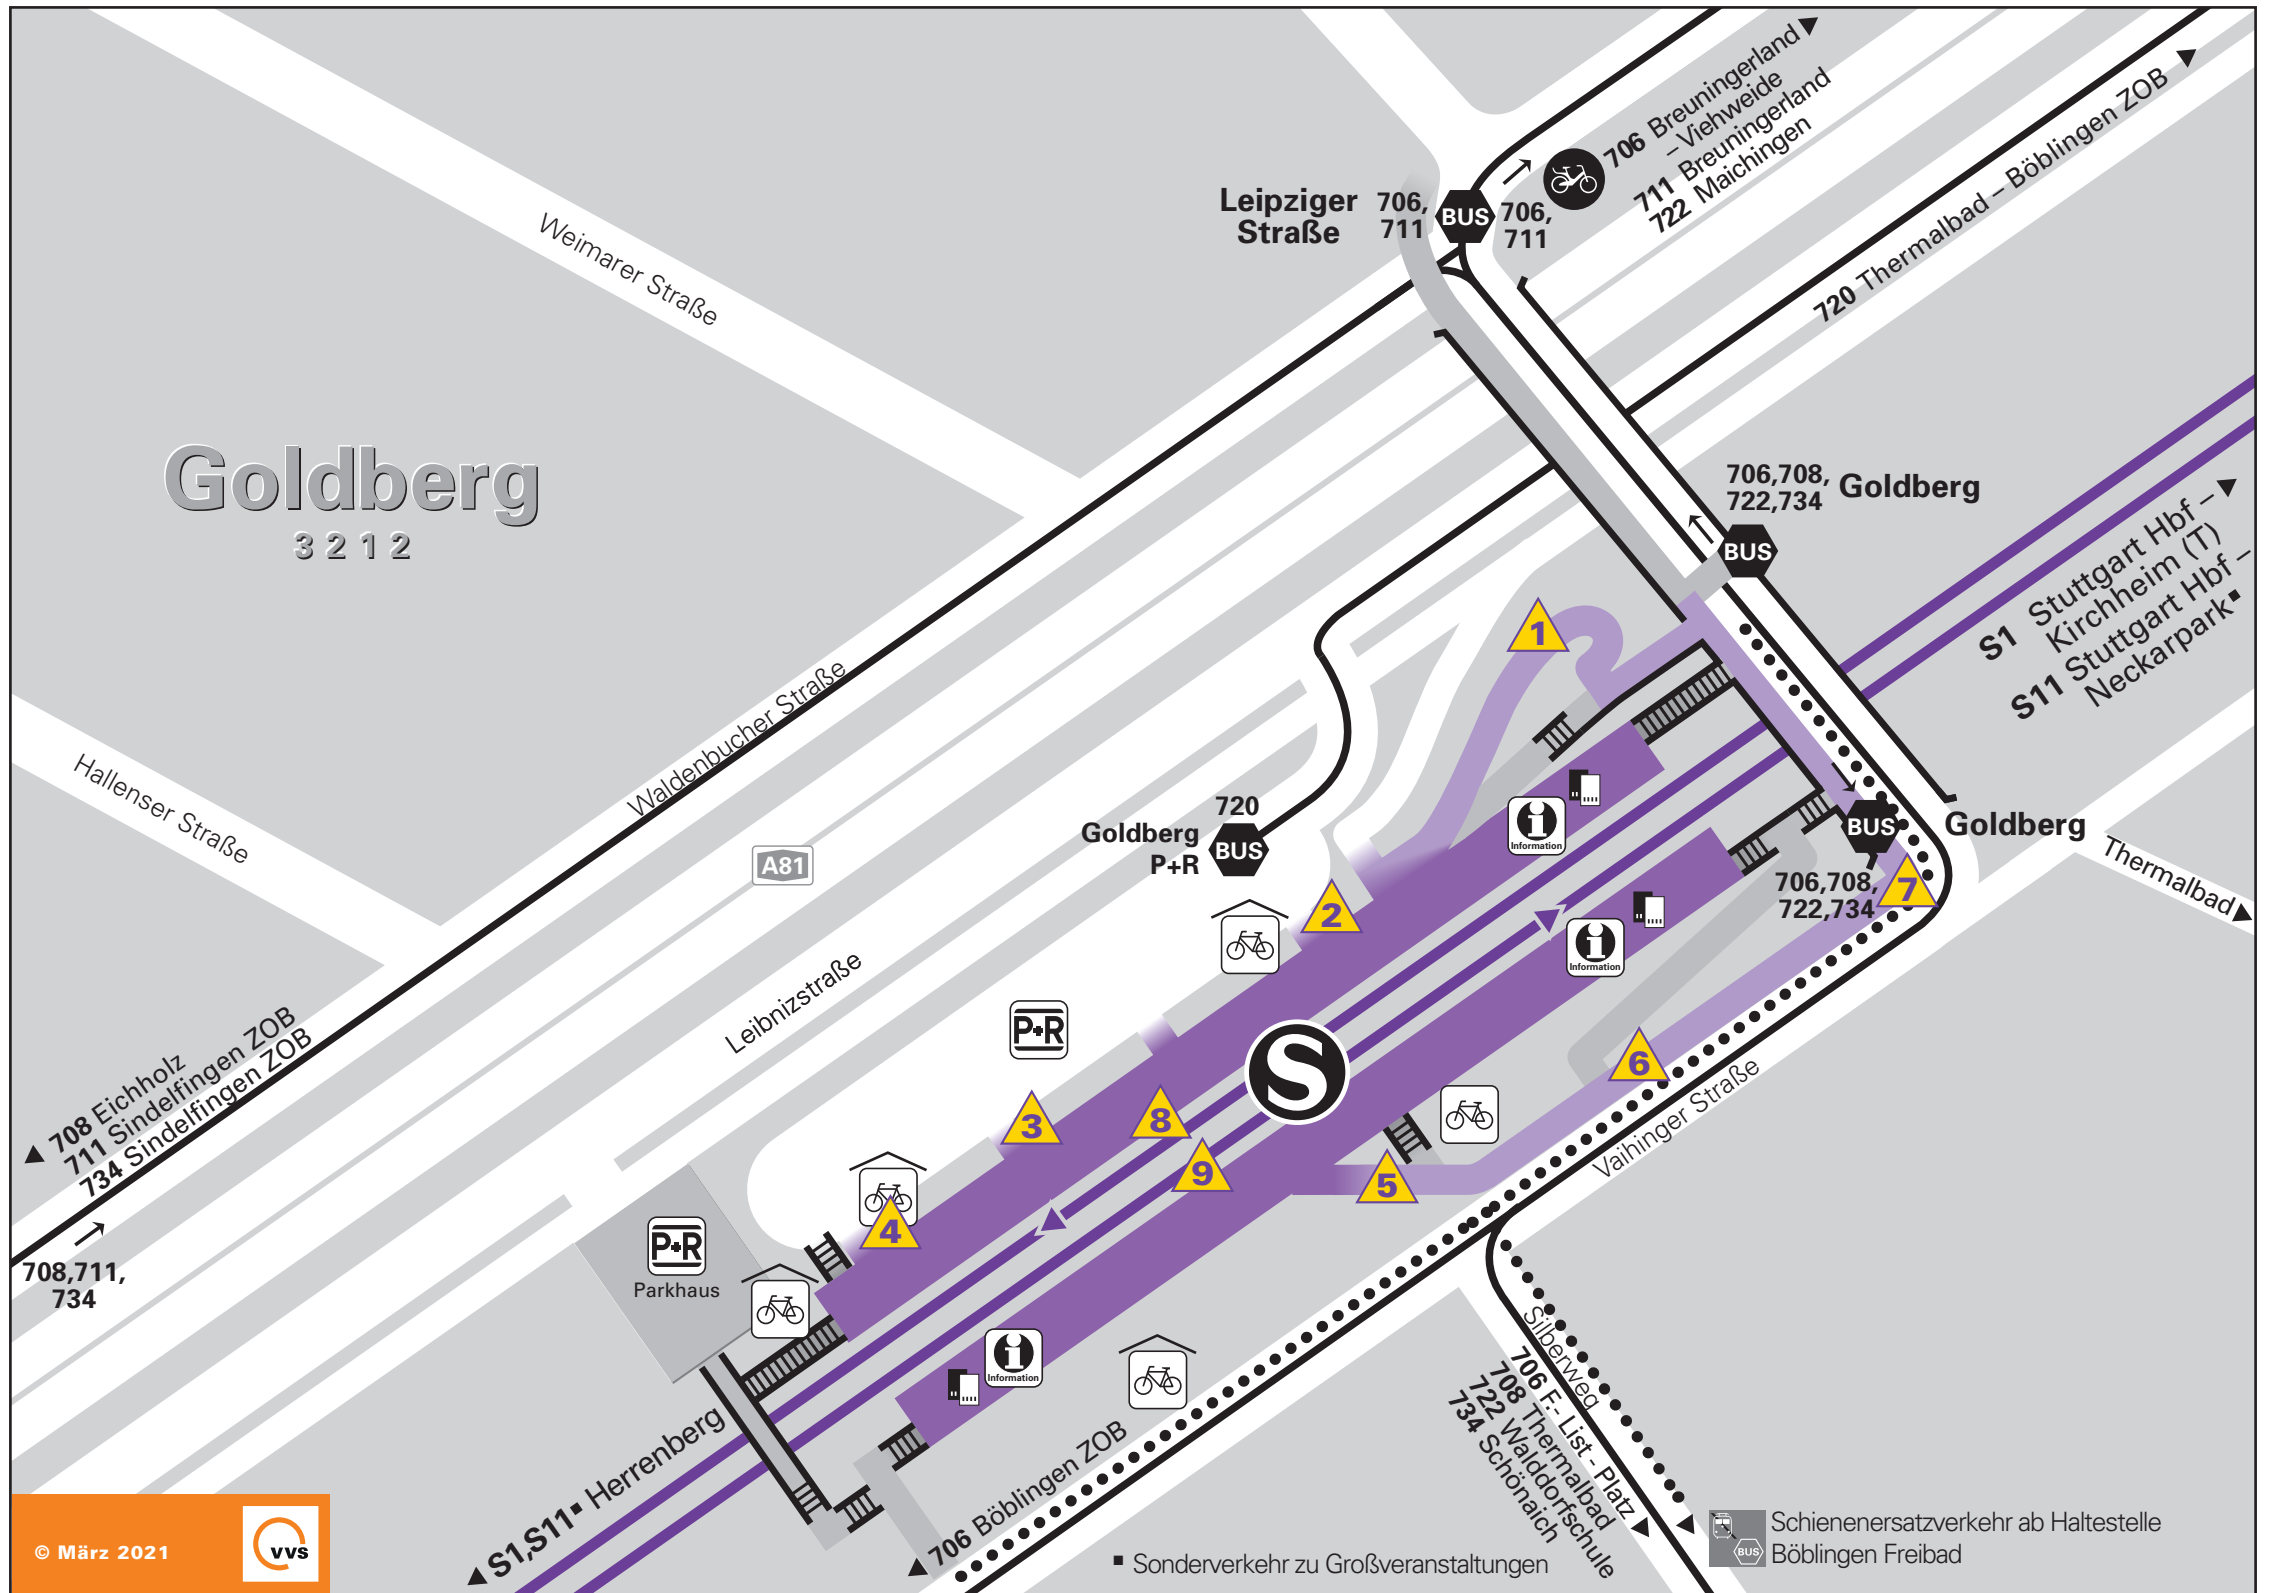 706 Breuningerland
– Viehweide
711 Breuningerland
722 Maichingen
720 Thermalbad – Böblingen ZOB
Leipziger
Straße
706,
711
BUS
706,
711
Weimarer Straße
Goldberg
3212
706,708,
722,734
Goldberg
BUS
S1 Stuttgart Hbf –
Kirchheim (T)
S11 Stuttgart Hbf –
Neckarpark▪
1
Waldenbucher Straße
Hallenser Straße
A81
720
Goldberg
P+R
BUS
Information
BUS
Goldberg
Thermalbad
706,708,
722,734
7
2
Information
Leibnizstraße
P+R
S
6
Vaihinger Straße
3
8
9
5
4
708 Eichholz
711 Sindelfingen ZOB
734 Sindelfingen ZOB
708,711,
734
P+R
Parkhaus
Information
Silberweg
706 F.- List - Platz
708 Thermalbad
722 Walddorfschule
734 Schönaich
S1,S11▪ Herrenberg
706 Böblingen ZOB
© März 2021
VVS
▪ Sonderverkehr zu Großveranstaltungen
BUS
Schienenersatzverkehr ab Haltestelle
Böblingen Freibad